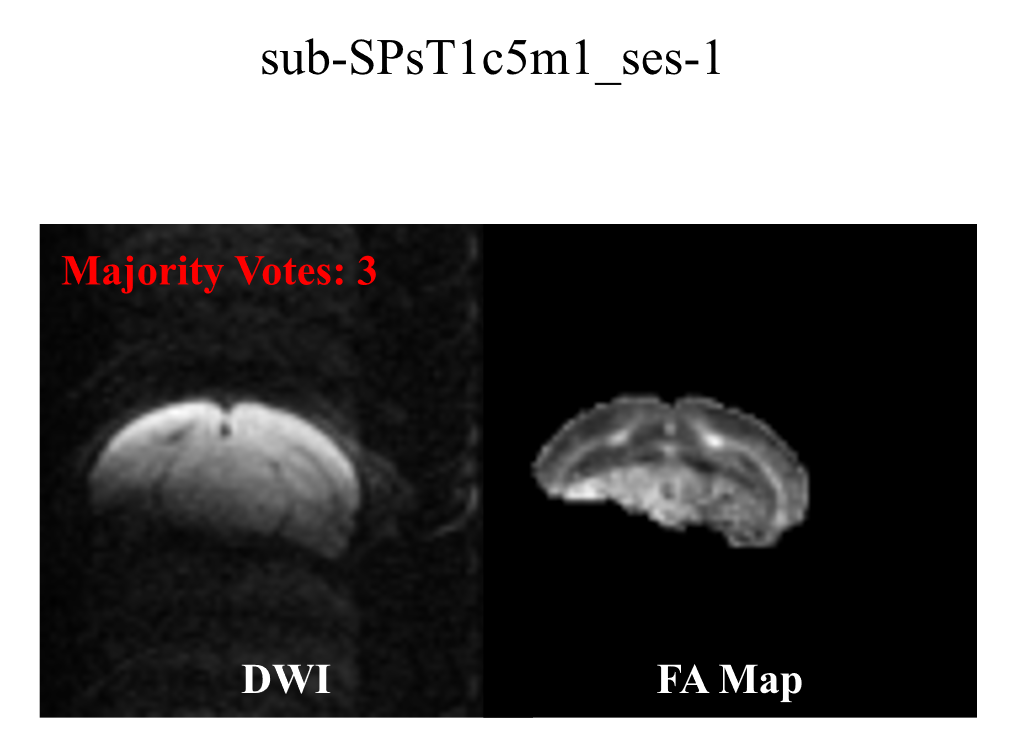 sub-SPsT1c5m1_ses-1
Majority Votes: 3
DWI
FA Map